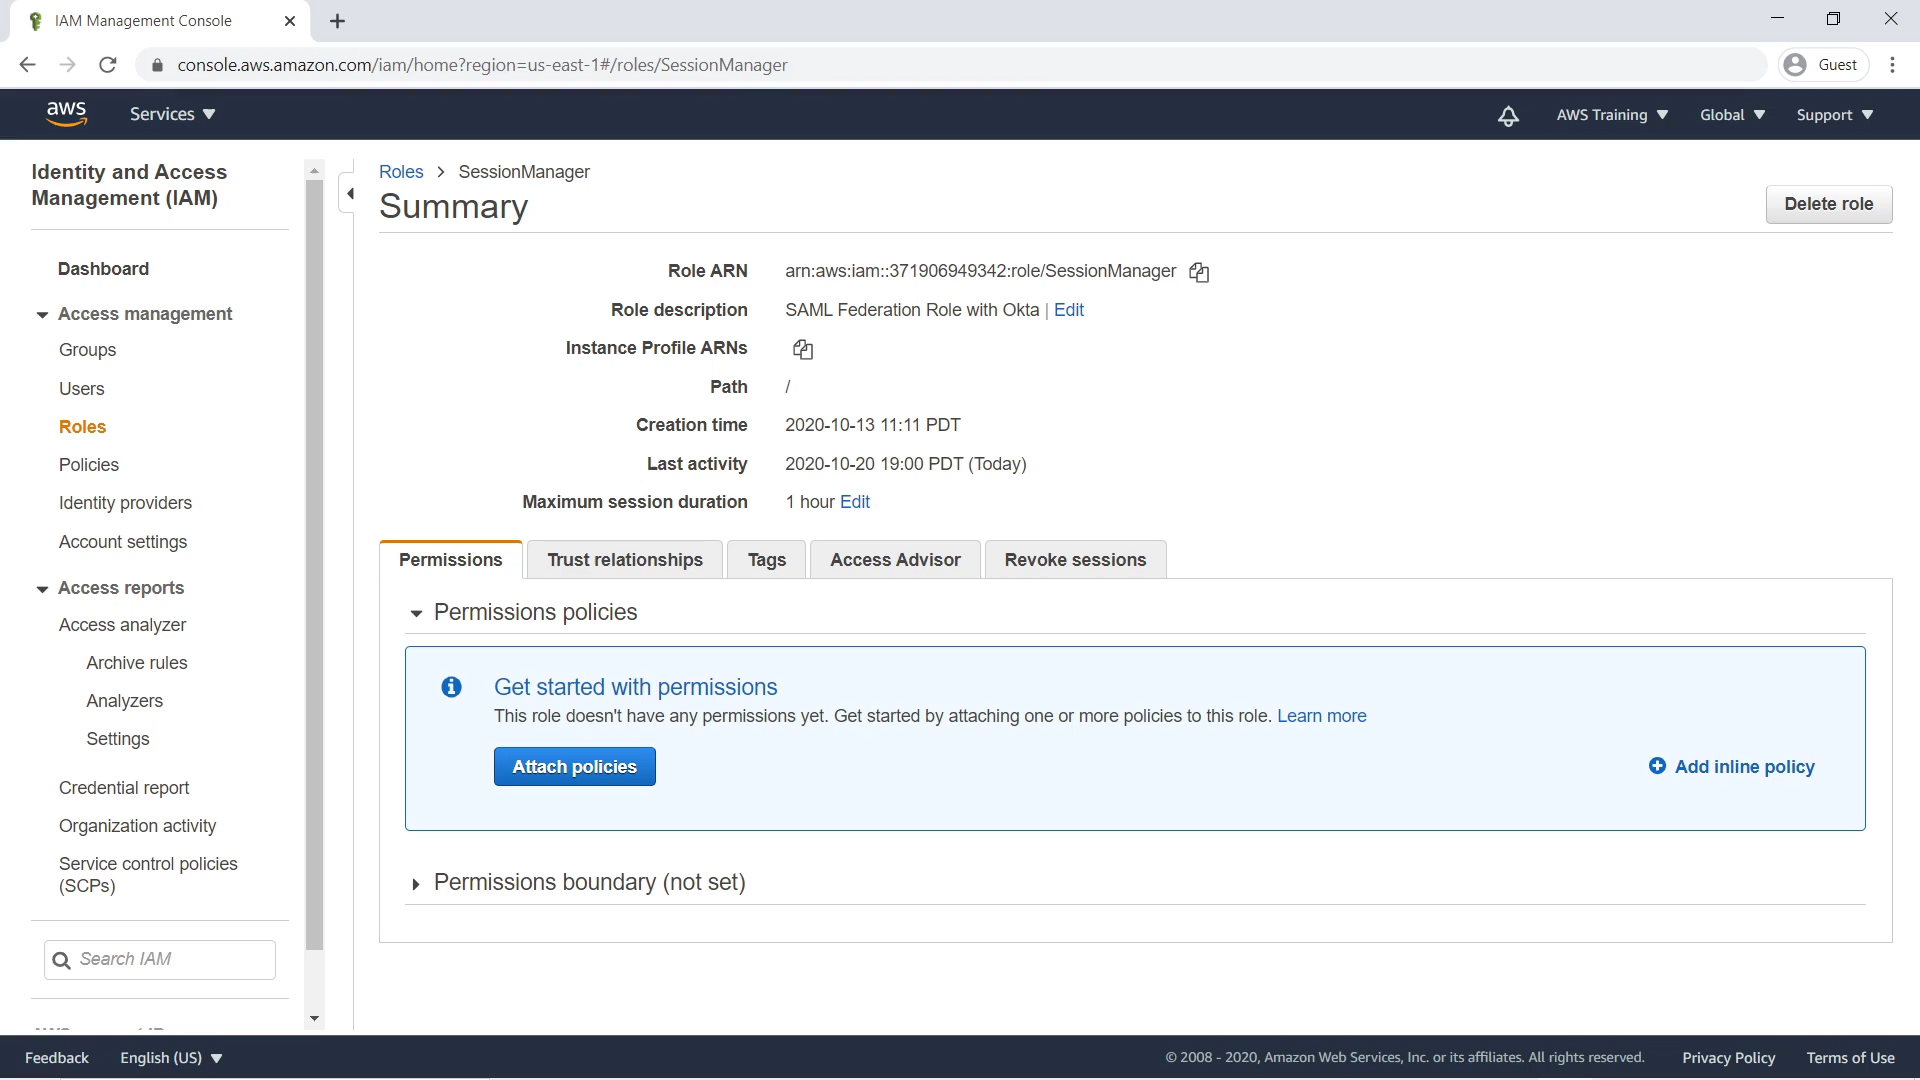 IAM Management Console
console.aws.amazon.com/iam/home?region=us-east-1#/roles/SessionManager
Guest
aws
Services
AWS Training
Global
Support
Identity and Access
Management (IAM)
Dashboard
Access management
Groups
Users
Roles
Policies
Identity providers
Account settings
Access reports
Access analyzer
Archive rules
Analyzers
Settings
Credential report
Organization activity
Service control policies
(SCPs)
Search IAM
Roles > SessionManager
Summary
Delete role
Role ARN arn:aws:iam::371906949342:role/SessionManager
Role description SAML Federation Role with Okta | Edit
Instance Profile ARNs
Path /
Creation time 2020-10-13 11:11 PDT
Last activity 2020-10-20 19:00 PDT (Today)
Maximum session duration 1 hour Edit
Permissions Trust relationships Tags Access Advisor Revoke sessions
Permissions policies
Get started with permissions
This role doesn't have any permissions yet. Get started by attaching one or more policies to this role. Learn more
Attach policies
Add inline policy
Permissions boundary (not set)
Feedback English (US)
© 2008 - 2020, Amazon Web Services, Inc. or its affiliates. All rights reserved. Privacy Policy Terms of Use